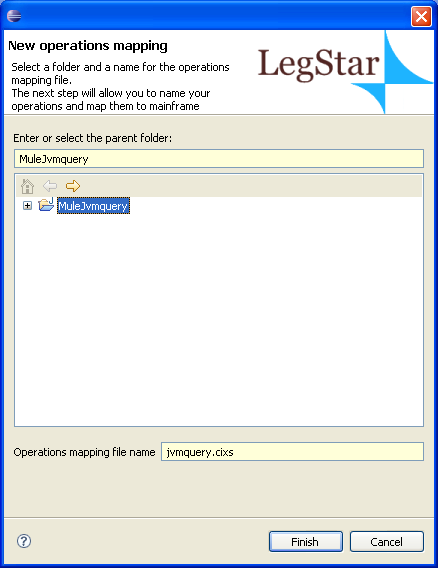 New operations mapping
Select a folder and a name for the operations
mapping file.
The next step will allow you to name your
operations and map them to mainframe
LegStar
Enter or select the parent folder:
MuleJvmquery
MuleJvmquery
Operations mapping file name
jvmquery.cixs
?
Finish
Cancel